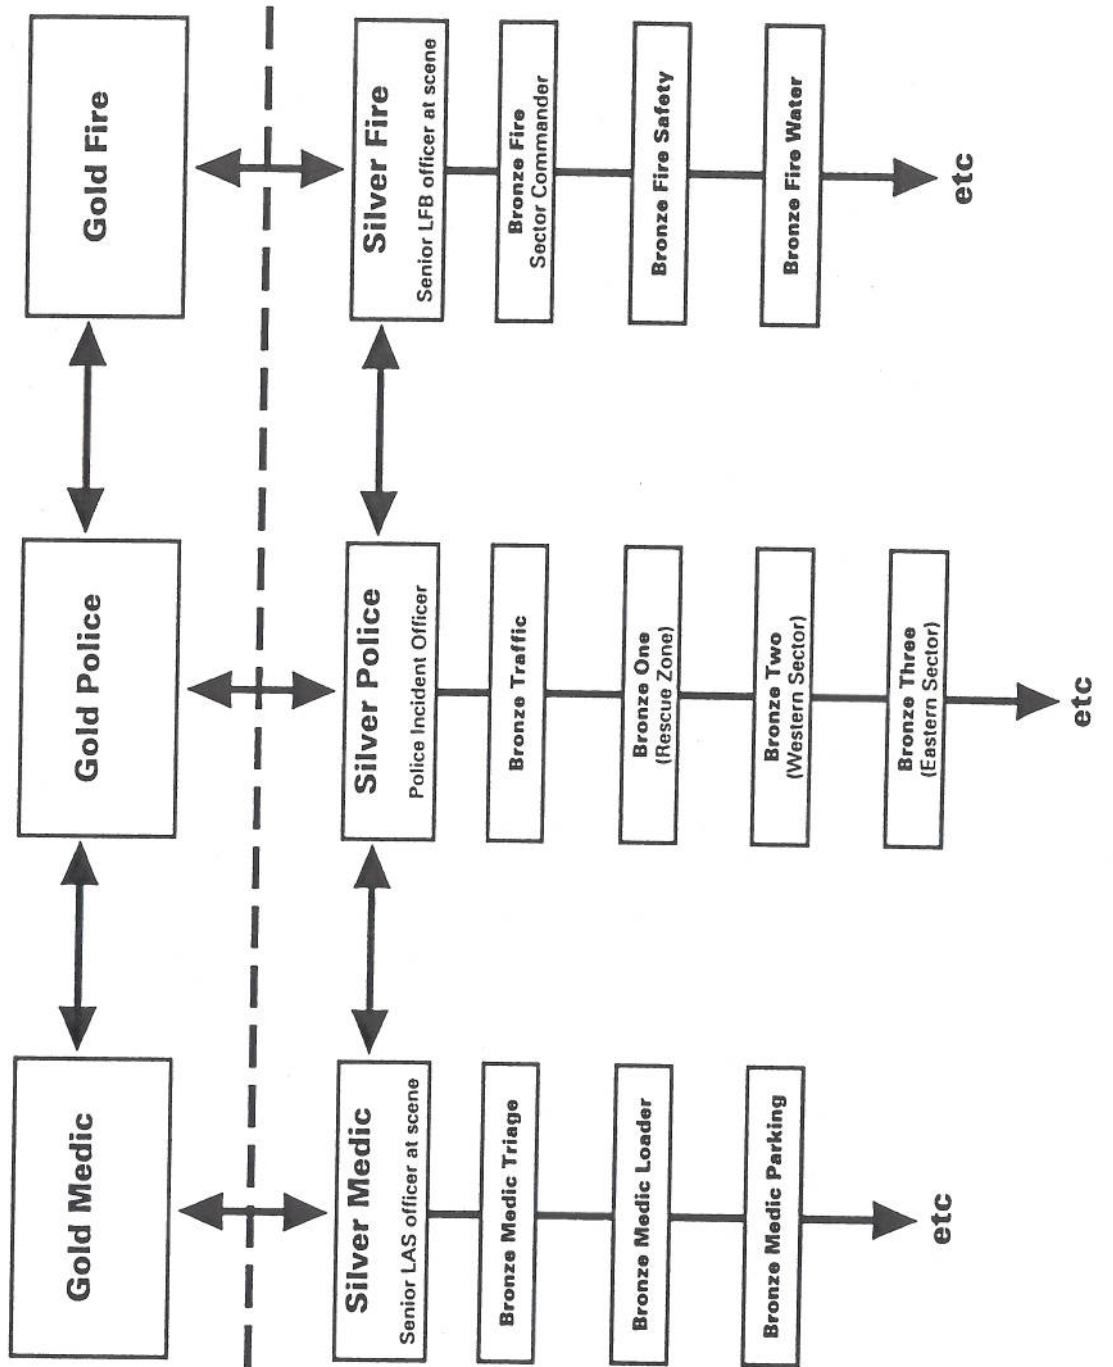 Gold Medic
Gold Police
Gold Fire
Silver Medic
Senior LAS officer at scene
Silver Police
Police Incident Officer
Silver Fire
Senior LFB officer at scene
Bronze Medic Triage
Bronze Medic Loader
Bronze Medic Parking
etc
Bronze Traffic
Bronze One
(Rescue Zone)
Bronze Two
(Western Sector)
Bronze Three
(Eastern Sector)
etc
Bronze Fire
Sector Commander
Bronze Fire Safety
Bronze Fire Water
etc